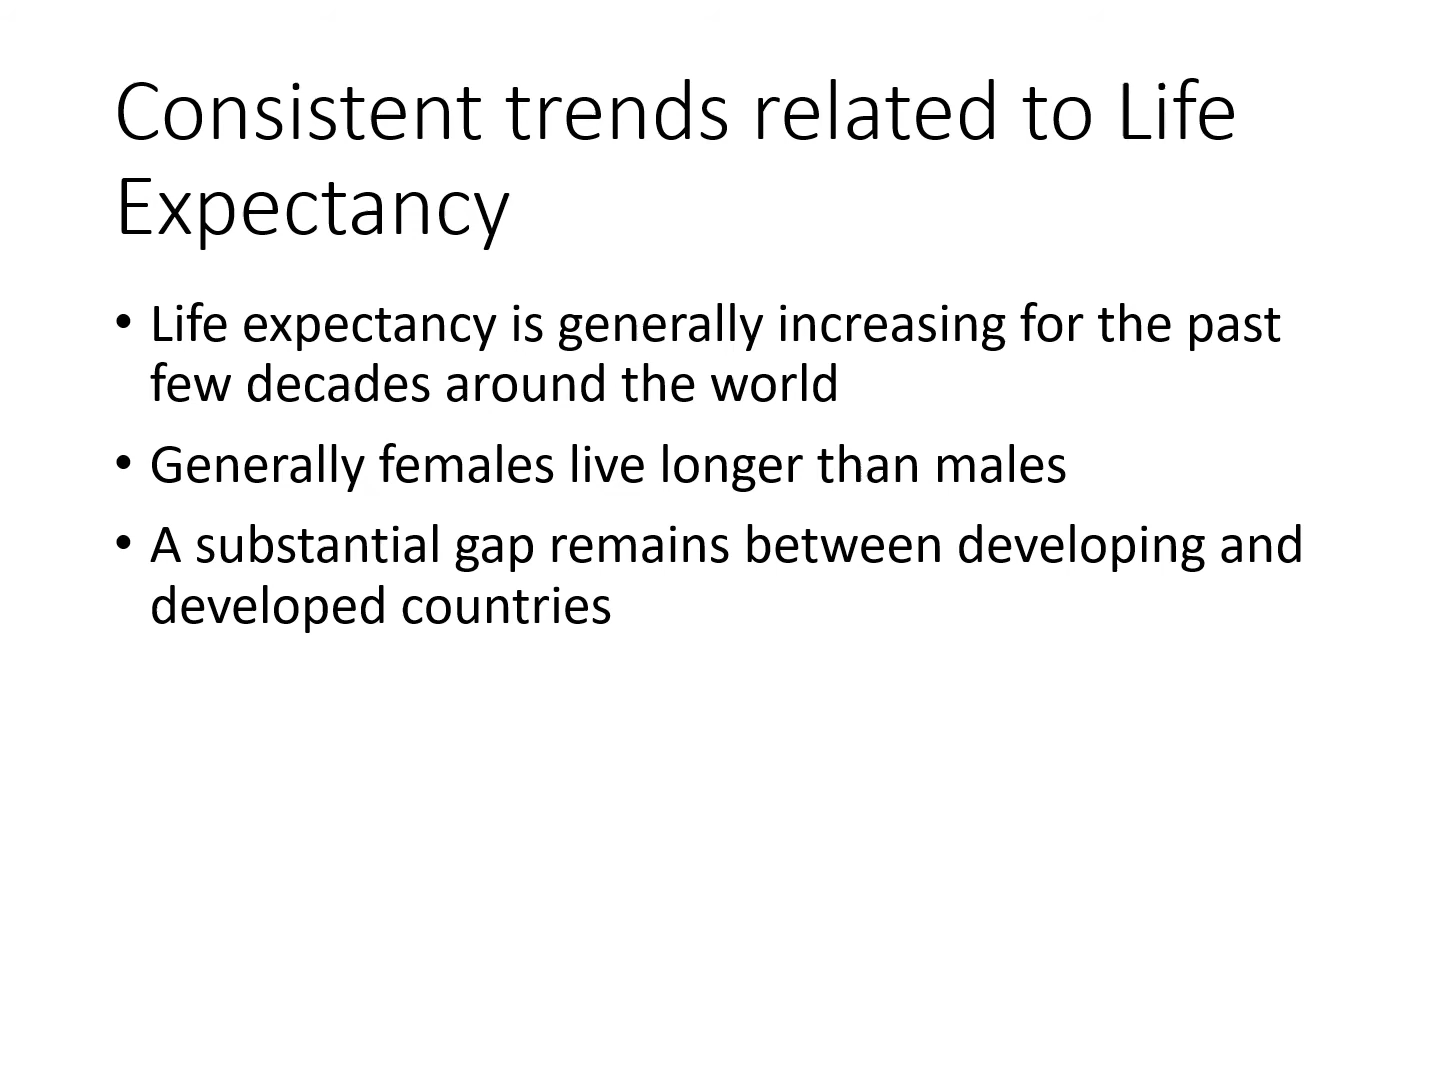 Consistent trends related to Life
Expectancy
• Life expectancy is generally increasing for the past
few decades around the world
• Generally females live longer than males
• A substantial gap remains between developing and
developed countries